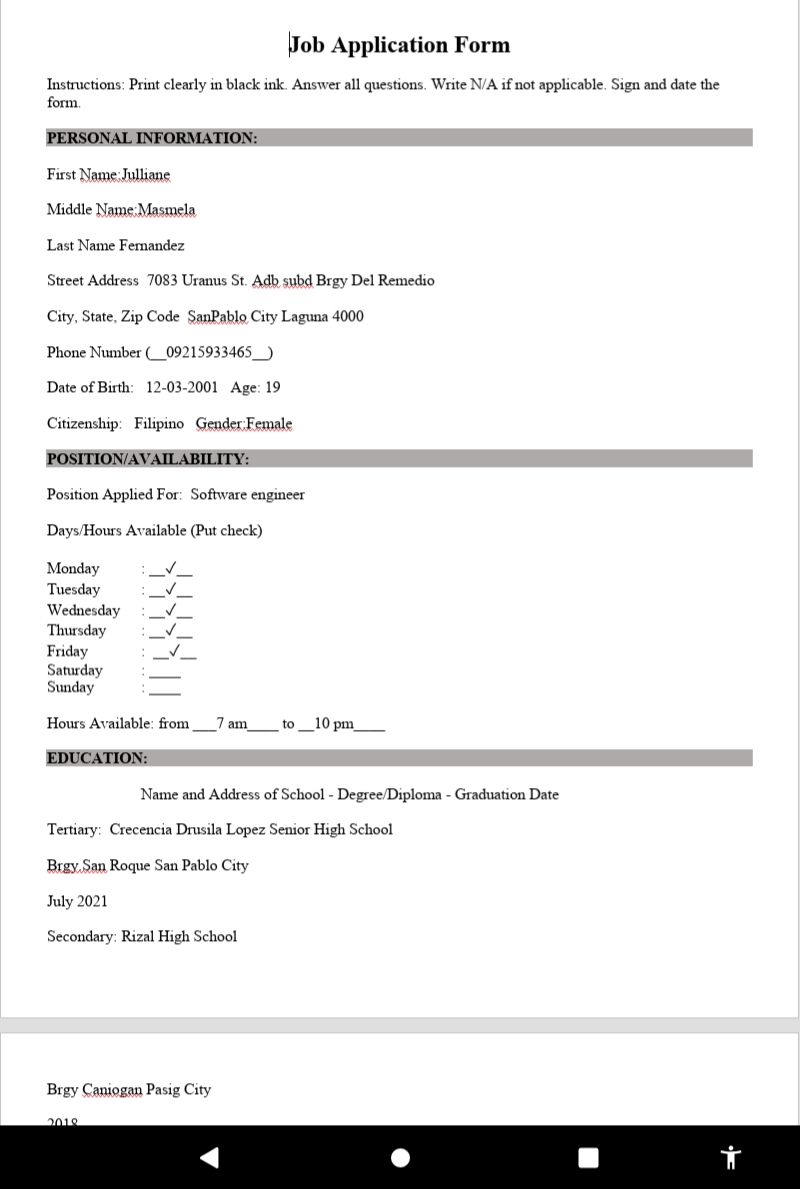 Job Application Form
Instructions: Print clearly in black ink. Answer all questions. Write N/A if not applicable. Sign and date the
form.
PERSONAL INFORMATION:
First Name:Julliane
Middle Name:Masmela
Last Name Fernandez
Street Address  7083 Uranus St. Adb subd Brgy Del Remedio
City, State, Zip Code  SanPablo City Laguna 4000
Phone Number (__09215933465__)
Date of Birth:   12-03-2001   Age: 19
Citizenship:   Filipino   Gender:Female
POSITION/AVAILABILITY:
Position Applied For:  Software engineer
Days/Hours Available (Put check)
Monday : __✓__
Tuesday : __✓__
Wednesday : __✓__
Thursday : __✓__
Friday : __✓__
Saturday : ____
Sunday : ____
Hours Available: from ___7 am____ to __10 pm____
EDUCATION:
Name and Address of School - Degree/Diploma - Graduation Date
Tertiary:  Crecencia Drusila Lopez Senior High School
Brgy.San Roque San Pablo City
July 2021
Secondary: Rizal High School
Brgy Caniogan Pasig City
2018